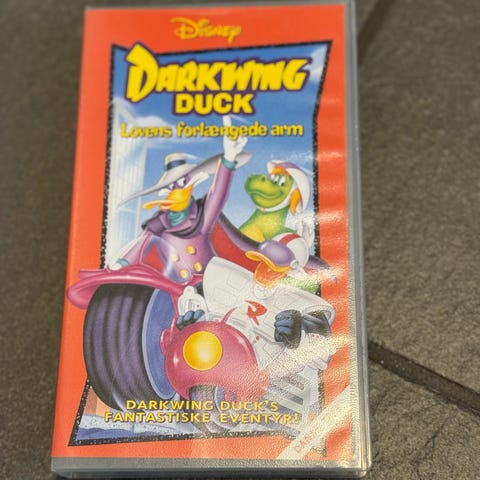 Disney
DARKWING
DUCK
Lovens forlængede arm
R
DARKWING DUCK'S
FANTASTISKE EVENTYR!